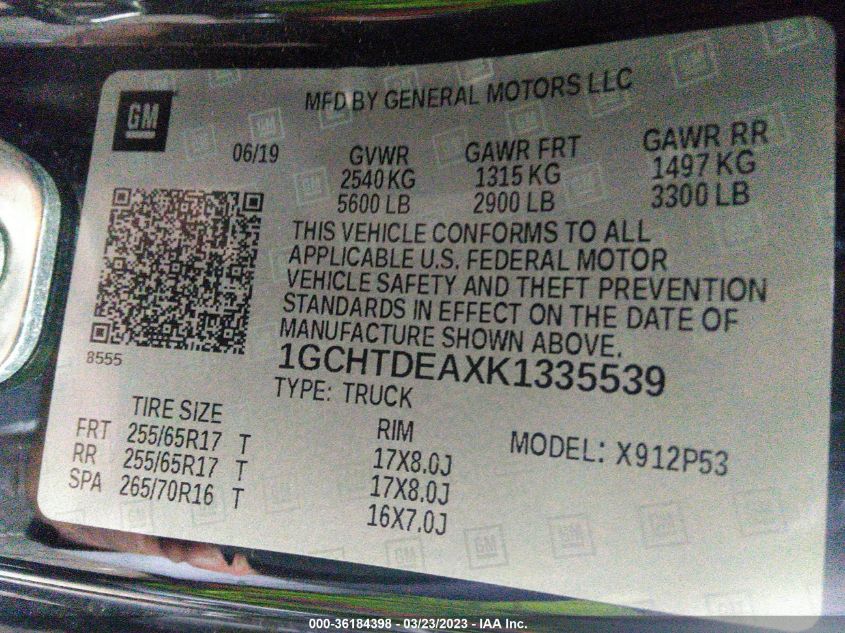 GM
MFD BY GENERAL MOTORS LLC
06/19 GVWR GAWR FRT GAWR RR
2540 KG 1315 KG 1497 KG
5600 LB 2900 LB 3300 LB
THIS VEHICLE CONFORMS TO ALL
APPLICABLE U.S. FEDERAL MOTOR
VEHICLE SAFETY AND THEFT PREVENTION
STANDARDS IN EFFECT ON THE DATE OF
MANUFACTURE SHOWN ABOVE.
8555
1GCHTDEAXK1335539
TYPE: TRUCK
TIRE SIZE RIM MODEL: X912P53
FRT 255/65R17 T 17X8.0J
RR 255/65R17 T 17X8.0J
SPA 265/70R16 T 16X7.0J
000-36184398 - 03/23/2023 - IAA Inc.